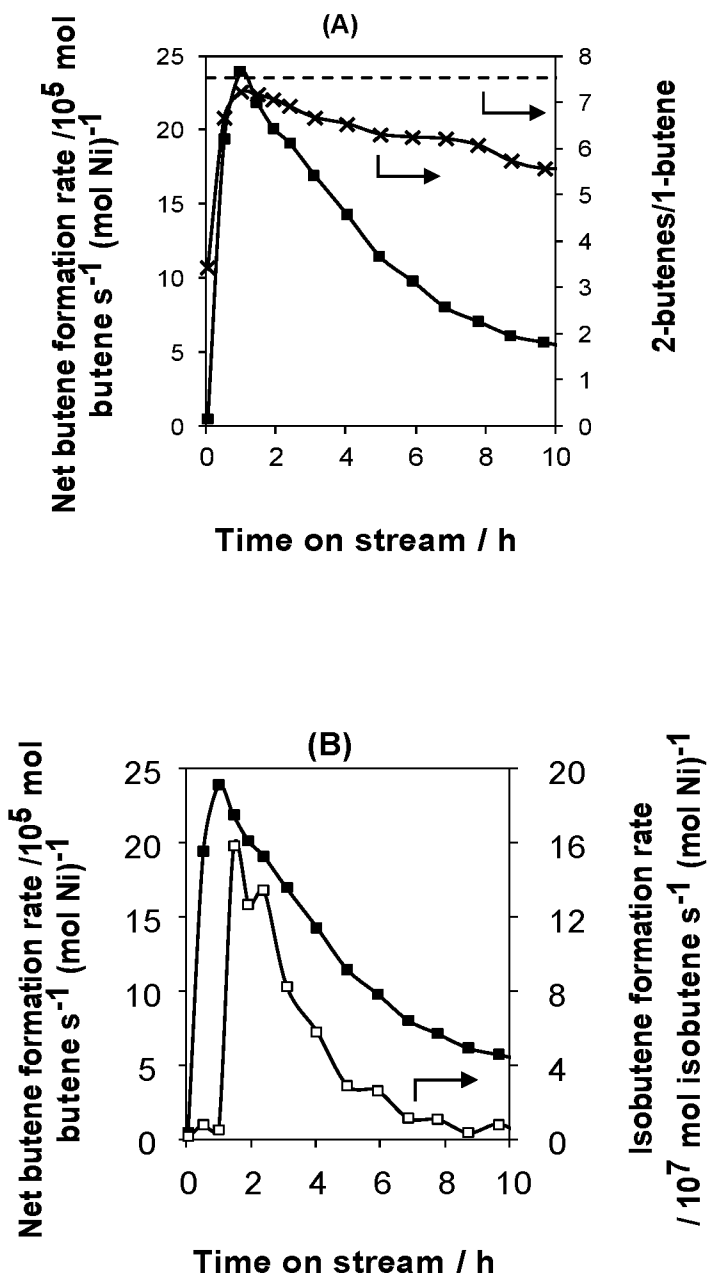 (A)
Net butene formation rate /10⁵ mol
butene s⁻¹ (mol Ni)⁻¹
25
20
15
10
5
0
0 2 4 6 8 10
8
7
6
5
4
3
2
1
0
2-butenes/1-butene
Time on stream / h
(B)
Net butene formation rate /10⁵ mol
butene s⁻¹ (mol Ni)⁻¹
25
20
15
10
5
0
0 2 4 6 8 10
20
16
12
8
4
0
Isobutene formation rate
/ 10⁷ mol isobutene s⁻¹ (mol Ni)⁻¹
Time on stream / h